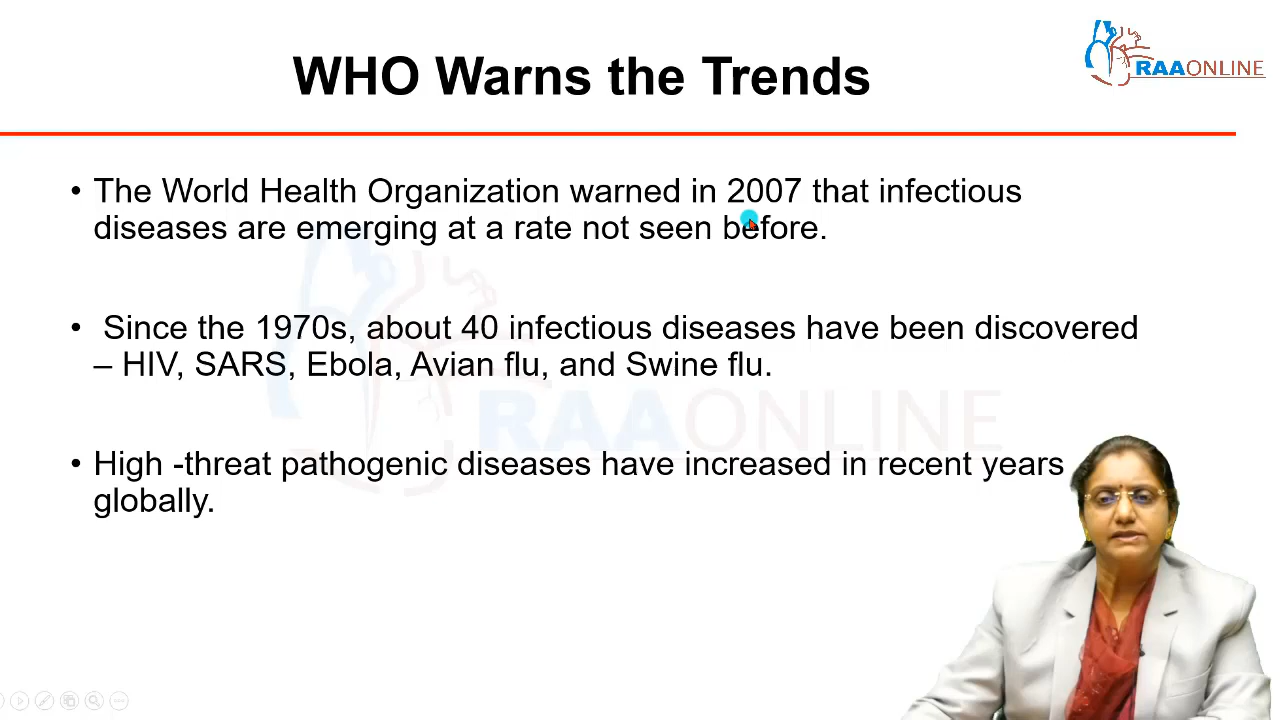 WHO Warns the Trends
RAAONLINE
• The World Health Organization warned in 2007 that infectious
diseases are emerging at a rate not seen before.
• Since the 1970s, about 40 infectious diseases have been discovered
– HIV, SARS, Ebola, Avian flu, and Swine flu.
RAAONLINE
• High -threat pathogenic diseases have increased in recent years
globally.